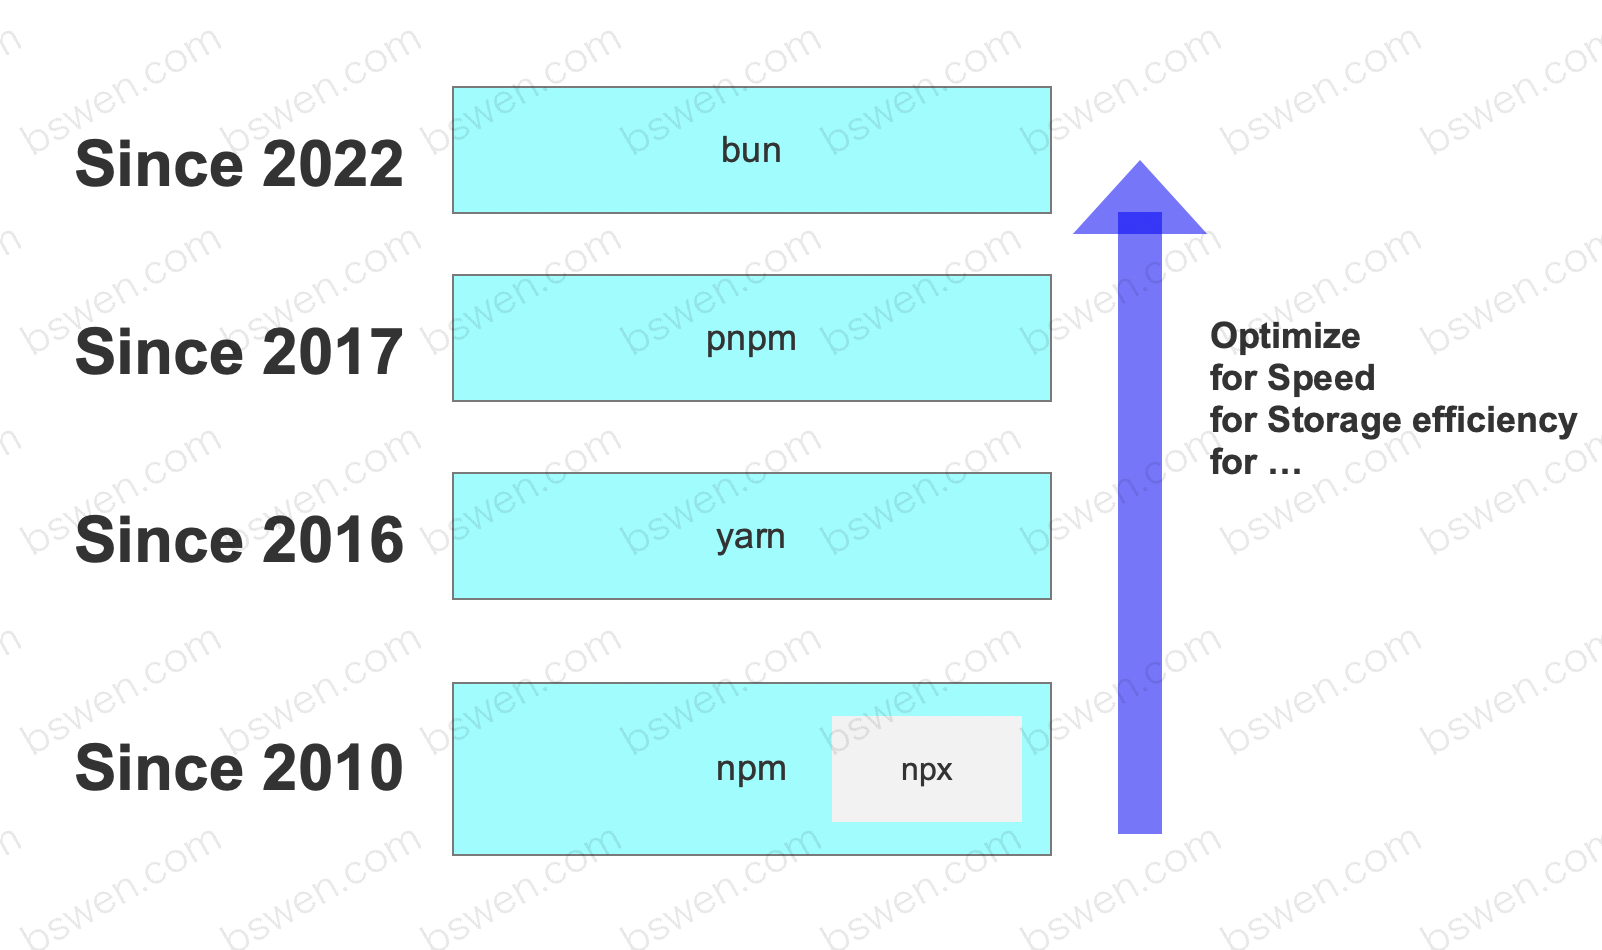 Since 2022
bun
Since 2017
pnpm
Since 2016
yarn
Since 2010
npm
npx
Optimize
for Speed
for Storage efficiency
for ...
bswen.com